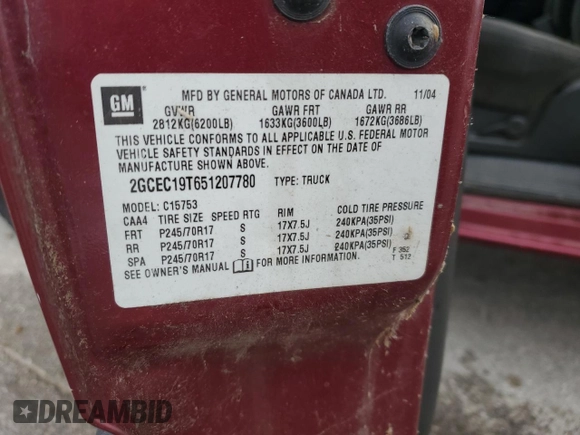 GM
MFD BY GENERAL MOTORS OF CANADA LTD. 11/04
GVWR GAWR FRT GAWR RR
2812KG(6200LB) 1633KG(3600LB) 1672KG(3686LB)
THIS VEHICLE CONFORMS TO ALL APPLICABLE U.S. FEDERAL MOTOR
VEHICLE SAFETY STANDARDS IN EFFECT ON THE DATE OF
MANUFACTURE SHOWN ABOVE.
2GCEC19T651207780 TYPE: TRUCK
MODEL: C15753
CAA4 TIRE SIZE SPEED RTG RIM COLD TIRE PRESSURE
FRT P245/70R17 S 17X7.5J 240KPA(35PSI)
RR P245/70R17 S 17X7.5J 240KPA(35PSI)
SPA P245/70R17 S 17X7.5J 240KPA(35PSI)
SEE OWNER'S MANUAL FOR MORE INFORMATION.
F 352
T 512
DREAMBID